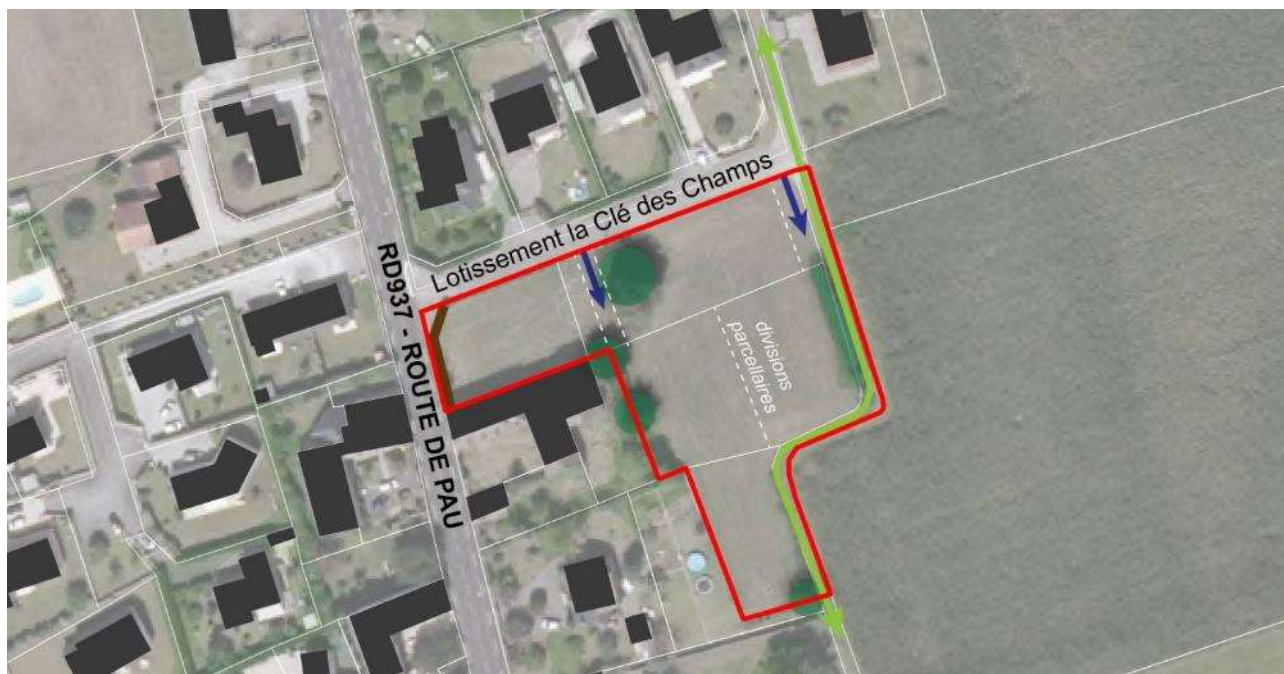 Lotissement la Clé des Champs
RD937 - ROUTE DE PAU
divisions
parcellaires